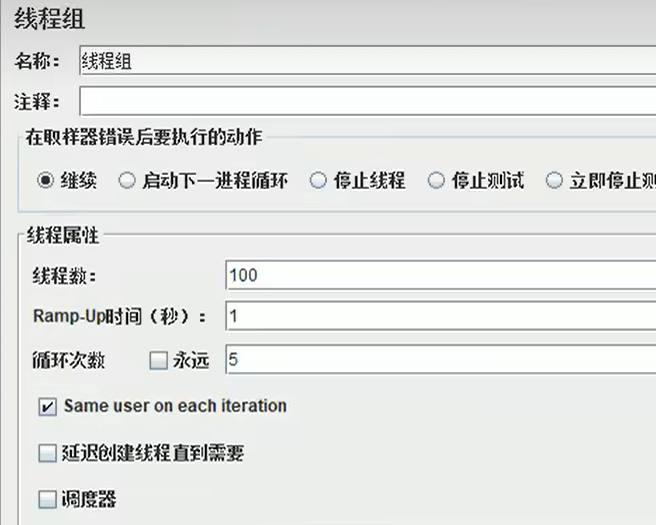 线程组
名称： 线程组
注释：
在取样器错误后要执行的动作
继续 启动下一进程循环 停止线程 停止测试 立即停止测
线程属性
线程数： 100
Ramp-Up时间（秒）： 1
循环次数 永远 5
Same user on each iteration
延迟创建线程直到需要
调度器